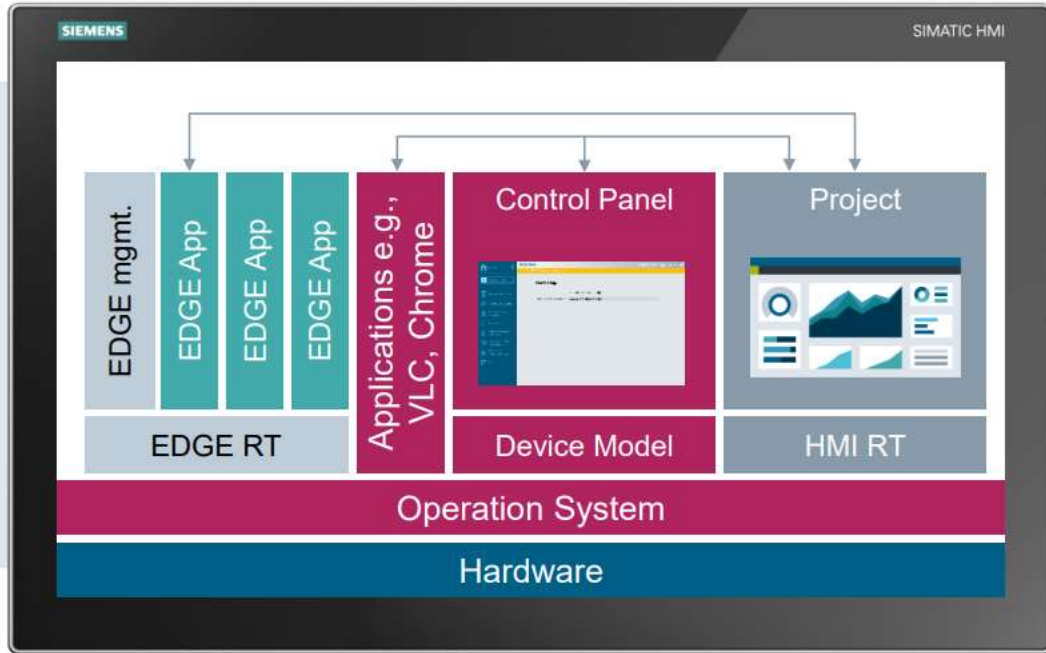 SIEMENS
SIMATIC HMI
EDGE mgmt.
EDGE App
EDGE App
EDGE App
Applications e.g.,
VLC, Chrome
Control Panel
Project
EDGE RT
Device Model
HMI RT
Operation System
Hardware